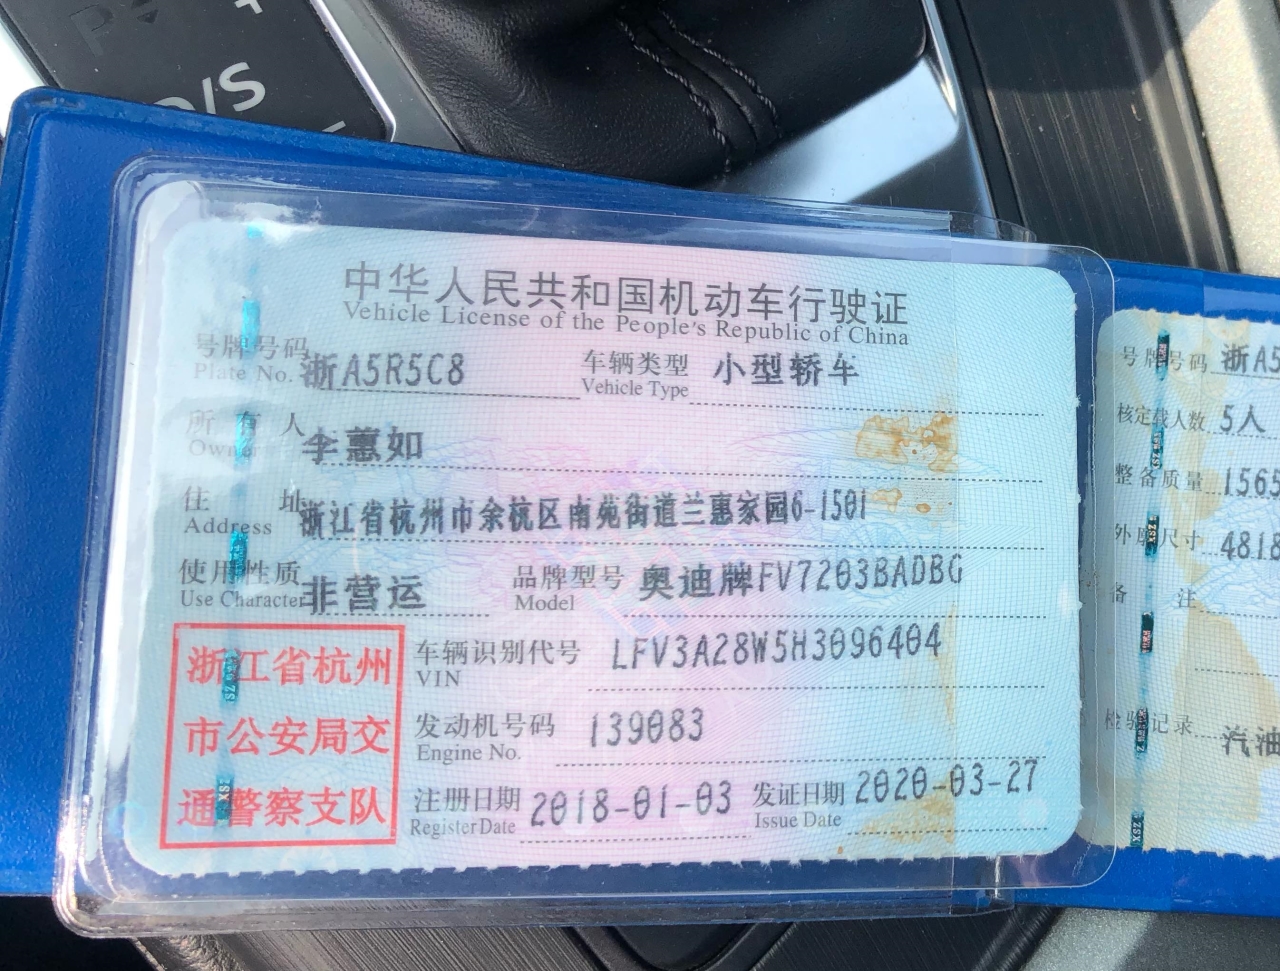 P
D/S
中华人民共和国机动车行驶证
Vehicle License of the People's Republic of China
号牌号码 浙A5R5C8 车辆类型 小型轿车
Plate No. Vehicle Type
所有人 李蕙如
Owner
住址 浙江省杭州市余杭区南苑街道兰惠家园6-1501
Address
使用性质 非营运 品牌型号 奥迪牌FV7203BADBG
Use Character Model
浙江省杭州
市公安局交
通警察支队
车辆识别代号 LFV3A28W5H3096404
VIN
发动机号码 139083
Engine No.
注册日期 2018-01-03 发证日期 2020-03-27
Register Date Issue Date
号牌号码 浙A5
核定载人数 5人
整备质量 1565
外廓尺寸 4818
备注
检验记录 汽油